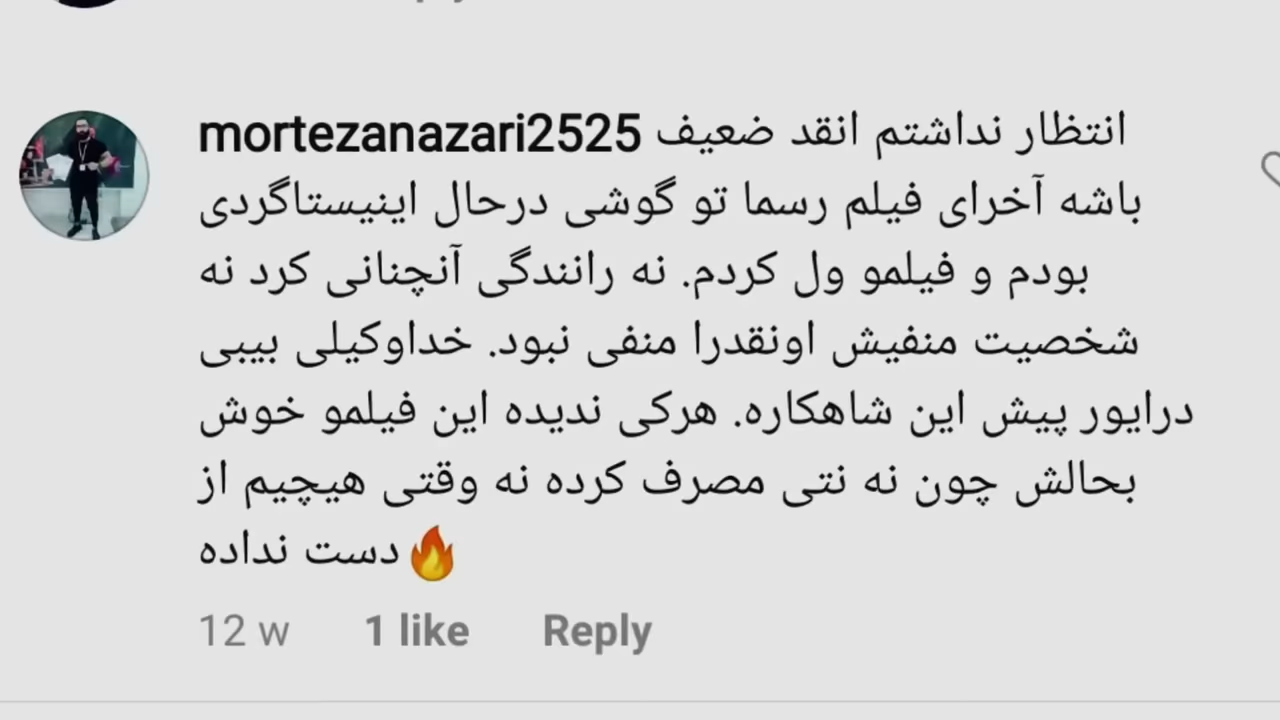 mortezanazari2525 انتظار نداشتم انقد ضعیف
باشه آخرای فیلم رسما تو گوشی درحال اینیستاگردی
بودم و فیلمو ول کردم. نه رانندگی آنچنانی کرد نه
شخصیت منفیش اونقدرا منفی نبود. خداوکیلی بیبی
درایور پیش این شاهکاره. هرکی ندیده این فیلمو خوش
بحالش چون نه نتی مصرف کرده نه وقتی هیچیم از
🔥دست نداده
12 w 1 like Reply